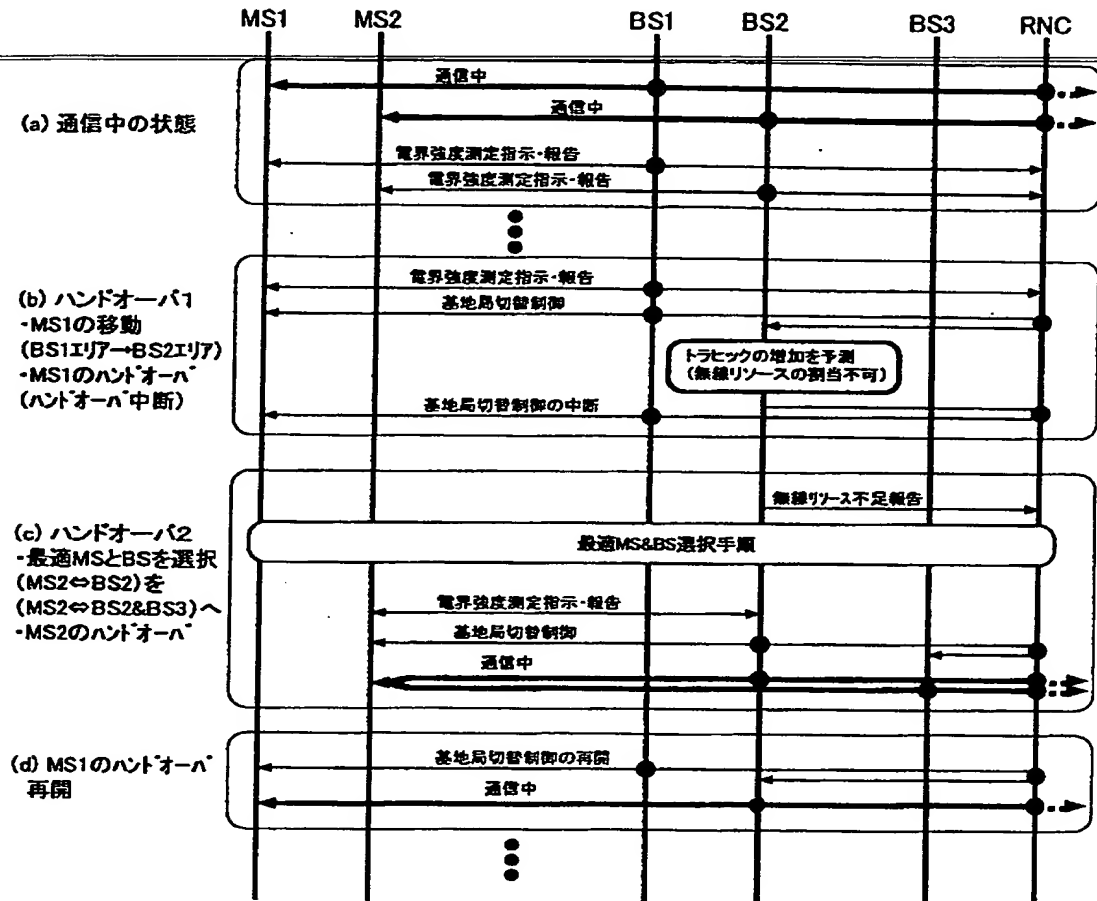 MS1 MS2 BS1 BS2 BS3 RNC
通信中
通信中
(a) 通信中の状態
電界強度測定指示・報告
電界強度測定指示・報告
電界強度測定指示・報告
(b) ハンドオーバ1
基地局切替制御
・MS1の移動
(BS1エリア→BS2エリア)
トラヒックの増加を予測
(無線リソースの割当不可)
・MS1のハンドオーバ
(ハンドオーバ中断)
基地局切替制御の中断
無線リソース不足報告
(c) ハンドオーバ2
最適MS&BS選択手順
・最適MSとBSを選択
(MS2⇔BS2)を
(MS2⇔BS2&BS3)へ
電界強度測定指示・報告
・MS2のハンドオーバ
基地局切替制御
通信中
(d) MS1のハンドオーバ
再開
基地局切替制御の再開
通信中